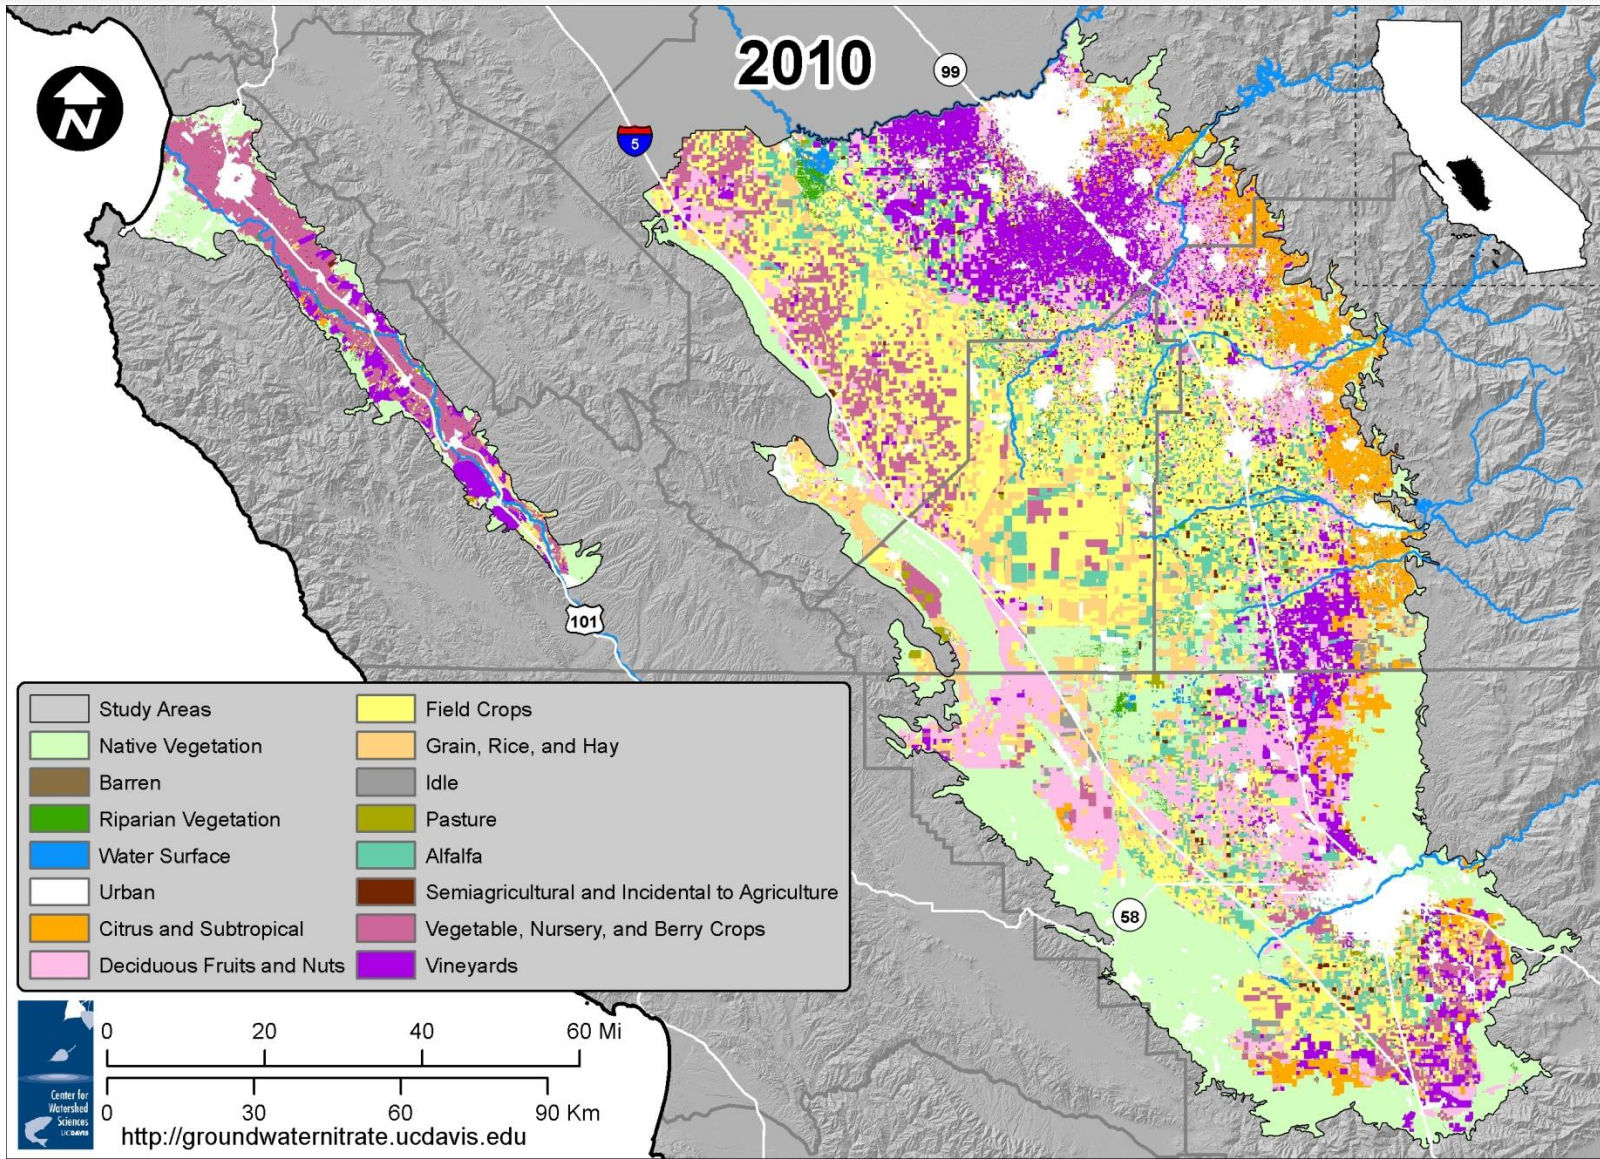 2010
N
5
99
101
58
Study Areas
Native Vegetation
Barren
Riparian Vegetation
Water Surface
Urban
Citrus and Subtropical
Deciduous Fruits and Nuts
Field Crops
Grain, Rice, and Hay
Idle
Pasture
Alfalfa
Semiagricultural and Incidental to Agriculture
Vegetable, Nursery, and Berry Crops
Vineyards
Center for
Watershed
Sciences
UCDAVIS
0 20 40 60 Mi
0 30 60 90 Km
http://groundwaternitrate.ucdavis.edu